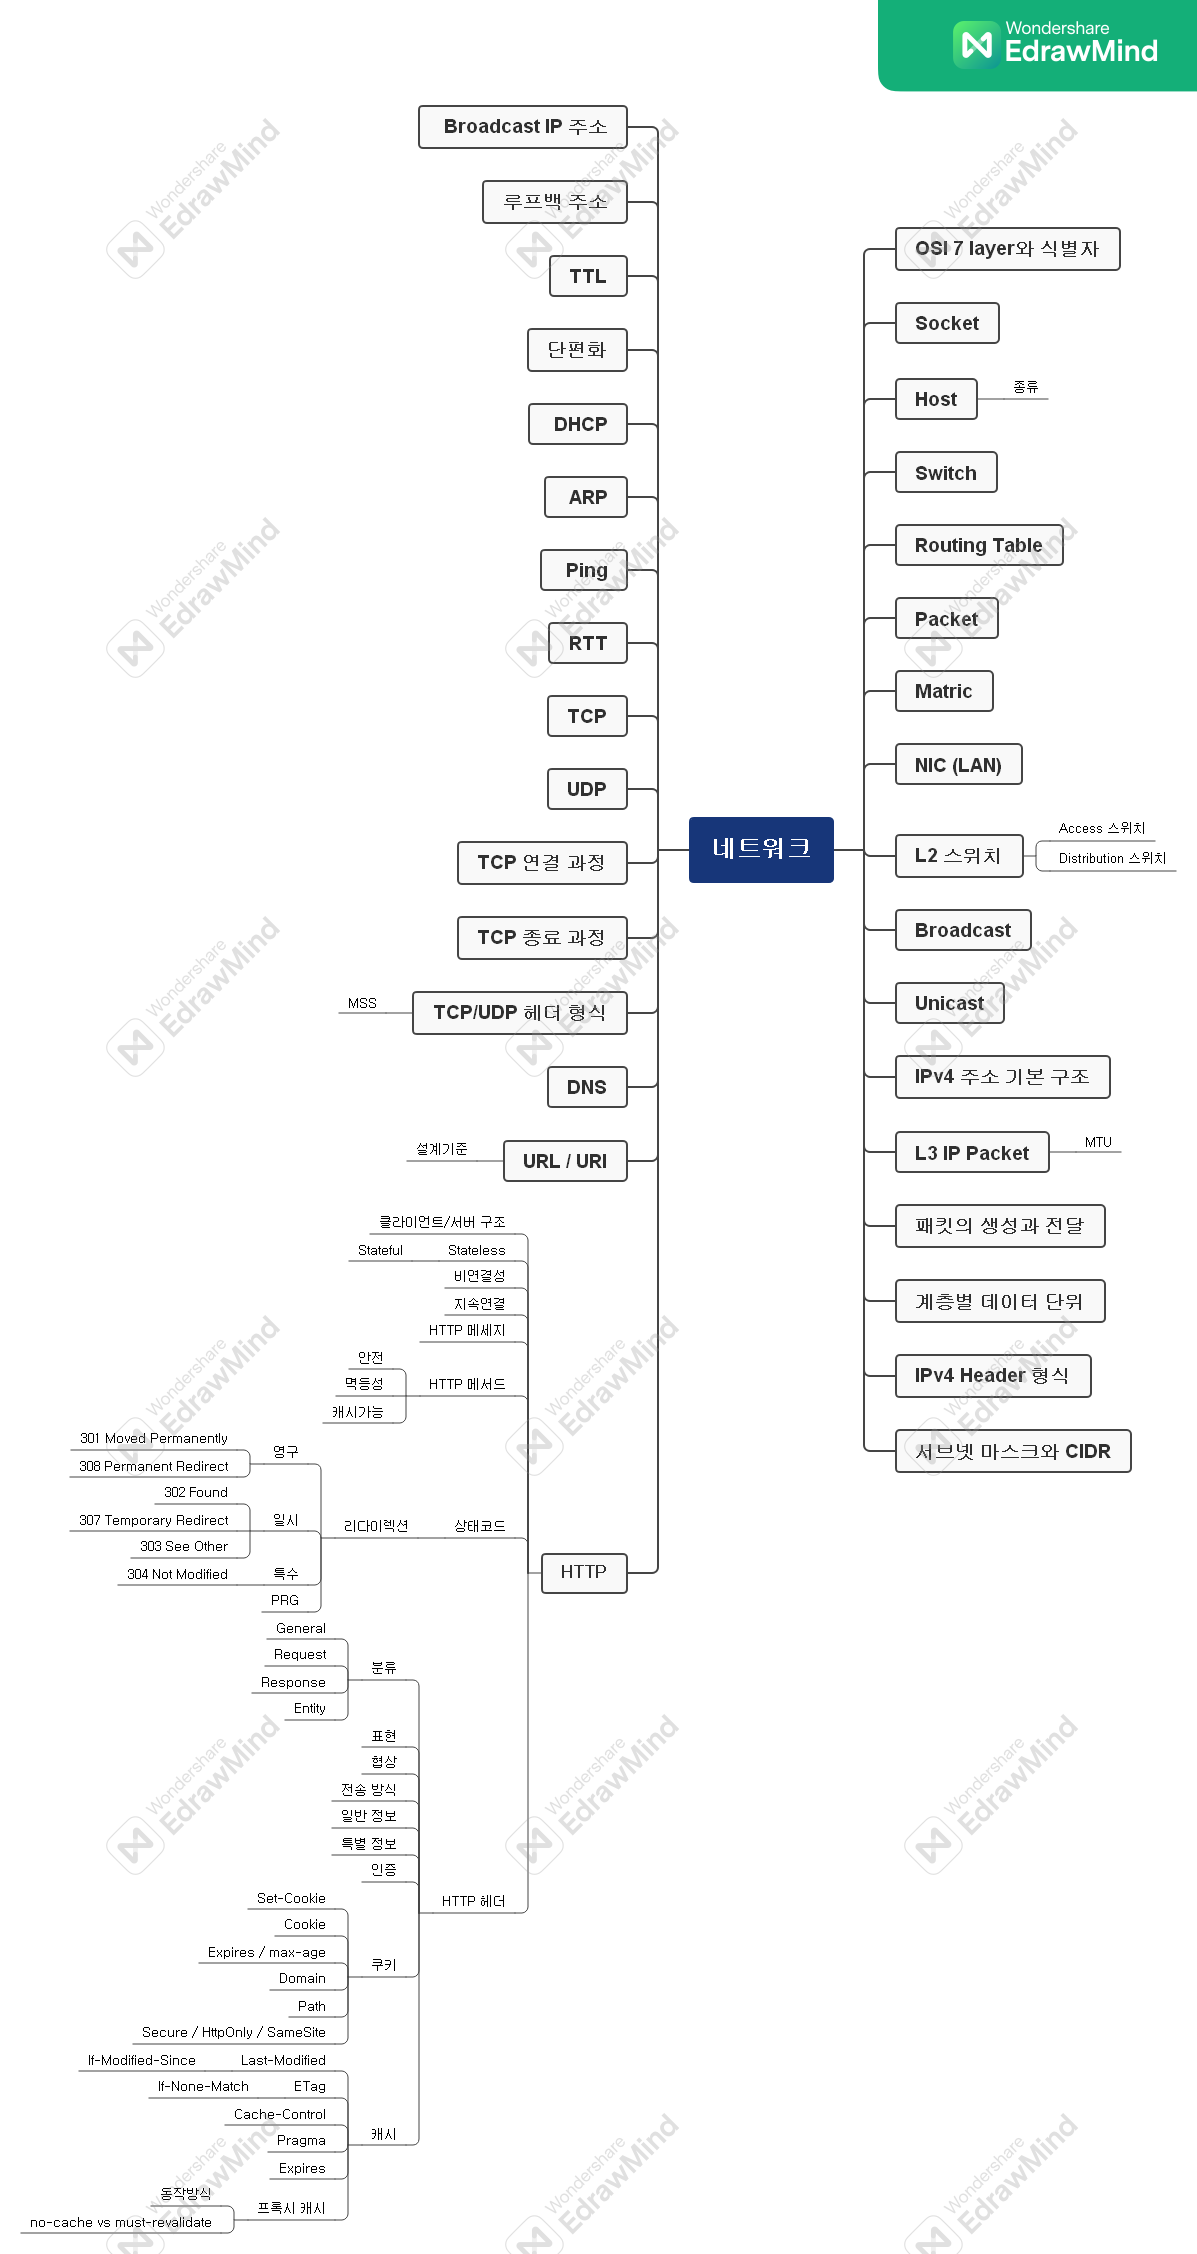 Wondershare
EdrawMind
네트워크
OSI 7 layer와 식별자
Socket
Host
종류
Switch
Routing Table
Packet
Matric
NIC (LAN)
L2 스위치
Access 스위치
Distribution 스위치
Broadcast
Unicast
IPv4 주소 기본 구조
L3 IP Packet
MTU
패킷의 생성과 전달
계층별 데이터 단위
IPv4 Header 형식
서브넷 마스크와 CIDR
Broadcast IP 주소
루프백 주소
TTL
단편화
DHCP
ARP
Ping
RTT
TCP
UDP
TCP 연결 과정
TCP 종료 과정
TCP/UDP 헤더 형식
MSS
DNS
URL / URI
설계기준
HTTP
클라이언트/서버 구조
Stateless
Stateful
비연결성
지속연결
HTTP 메세지
HTTP 메서드
안전
멱등성
캐시가능
상태코드
리다이렉션
영구
301 Moved Permanently
308 Permanent Redirect
일시
302 Found
307 Temporary Redirect
303 See Other
특수
304 Not Modified
PRG
HTTP 헤더
분류
General
Request
Response
Entity
표현
협상
전송 방식
일반 정보
특별 정보
인증
쿠키
Set-Cookie
Cookie
Expires / max-age
Domain
Path
Secure / HttpOnly / SameSite
캐시
Last-Modified
If-Modified-Since
ETag
If-None-Match
Cache-Control
Pragma
Expires
프록시 캐시
동작방식
no-cache vs must-revalidate